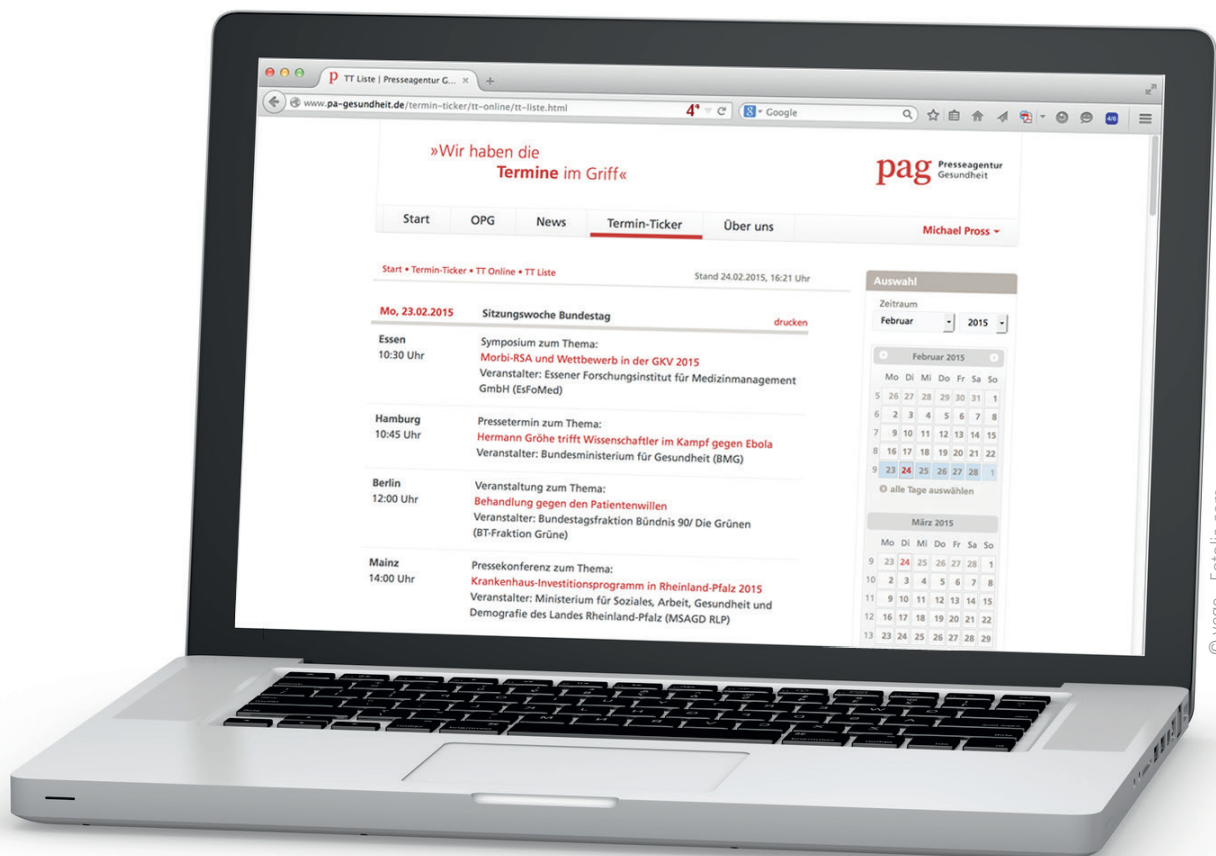 TT Liste | Presseagentur G...
www.pa-gesundheit.de/termin-ticker/tt-online/tt-liste.html
Google
4/6
»Wir haben die
Termine im Griff«
pag Presseagentur
Gesundheit
Start OPG News Termin-Ticker Über uns
Michael Pross
Start • Termin-Ticker • TT Online • TT Liste
Stand 24.02.2015, 16:21 Uhr
Mo, 23.02.2015 Sitzungswoche Bundestag drucken
Essen
10:30 Uhr
Symposium zum Thema:
Morbi-RSA und Wettbewerb in der GKV 2015
Veranstalter: Essener Forschungsinstitut für Medizinmanagement
GmbH (EsFoMed)
Hamburg
10:45 Uhr
Pressetermin zum Thema:
Hermann Gröhe trifft Wissenschaftler im Kampf gegen Ebola
Veranstalter: Bundesministerium für Gesundheit (BMG)
Berlin
12:00 Uhr
Veranstaltung zum Thema:
Behandlung gegen den Patientenwillen
Veranstalter: Bundestagsfraktion Bündnis 90/ Die Grünen
(BT-Fraktion Grüne)
Mainz
14:00 Uhr
Pressekonferenz zum Thema:
Krankenhaus-Investitionsprogramm in Rheinland-Pfalz 2015
Veranstalter: Ministerium für Soziales, Arbeit, Gesundheit und
Demografie des Landes Rheinland-Pfalz (MSAGD RLP)
Auswahl
Zeitraum
Februar 2015
Februar 2015
Mo Di Mi Do Fr Sa So
5 26 27 28 29 30 31 1
6 2 3 4 5 6 7 8
7 9 10 11 12 13 14 15
8 16 17 18 19 20 21 22
9 23 24 25 26 27 28 1
alle Tage auswählen
März 2015
Mo Di Mi Do Fr Sa So
9 23 24 25 26 27 28 1
10 2 3 4 5 6 7 8
11 9 10 11 12 13 14 15
12 16 17 18 19 20 21 22
13 23 24 25 26 27 28 29